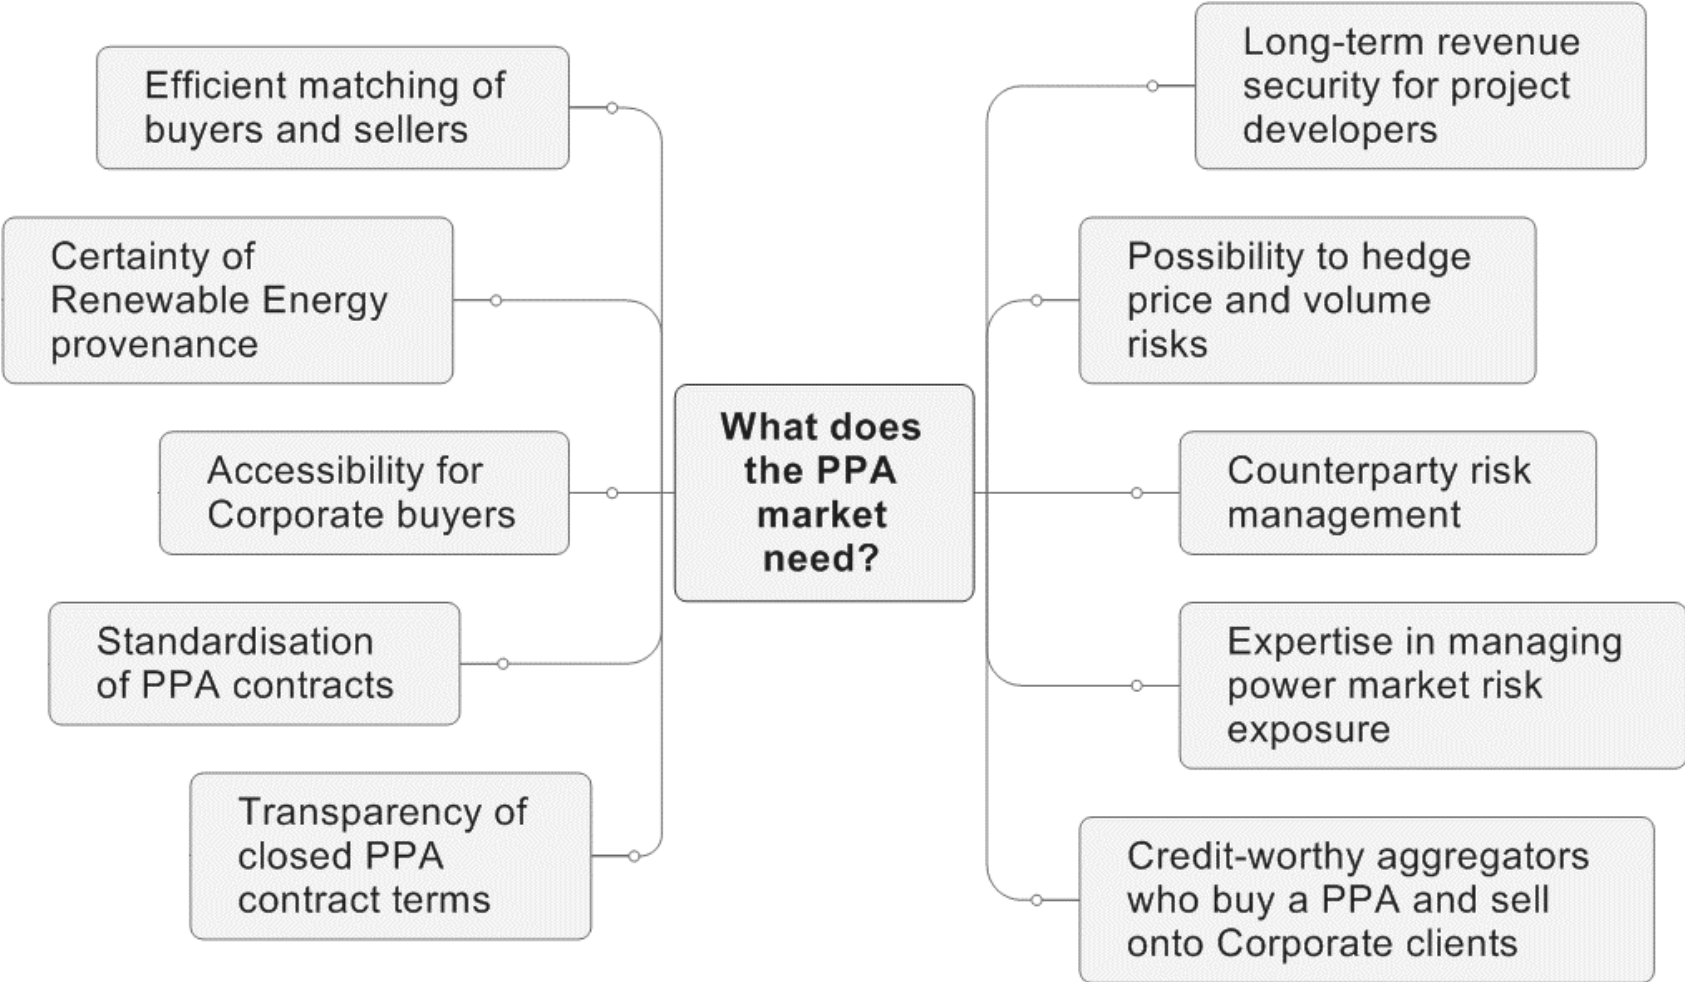 Efficient matching of
buyers and sellers
Certainty of
Renewable Energy
provenance
Accessibility for
Corporate buyers
Standardisation
of PPA contracts
Transparency of
closed PPA
contract terms
What does
the PPA
market
need?
Long-term revenue
security for project
developers
Possibility to hedge
price and volume
risks
Counterparty risk
management
Expertise in managing
power market risk
exposure
Credit-worthy aggregators
who buy a PPA and sell
onto Corporate clients